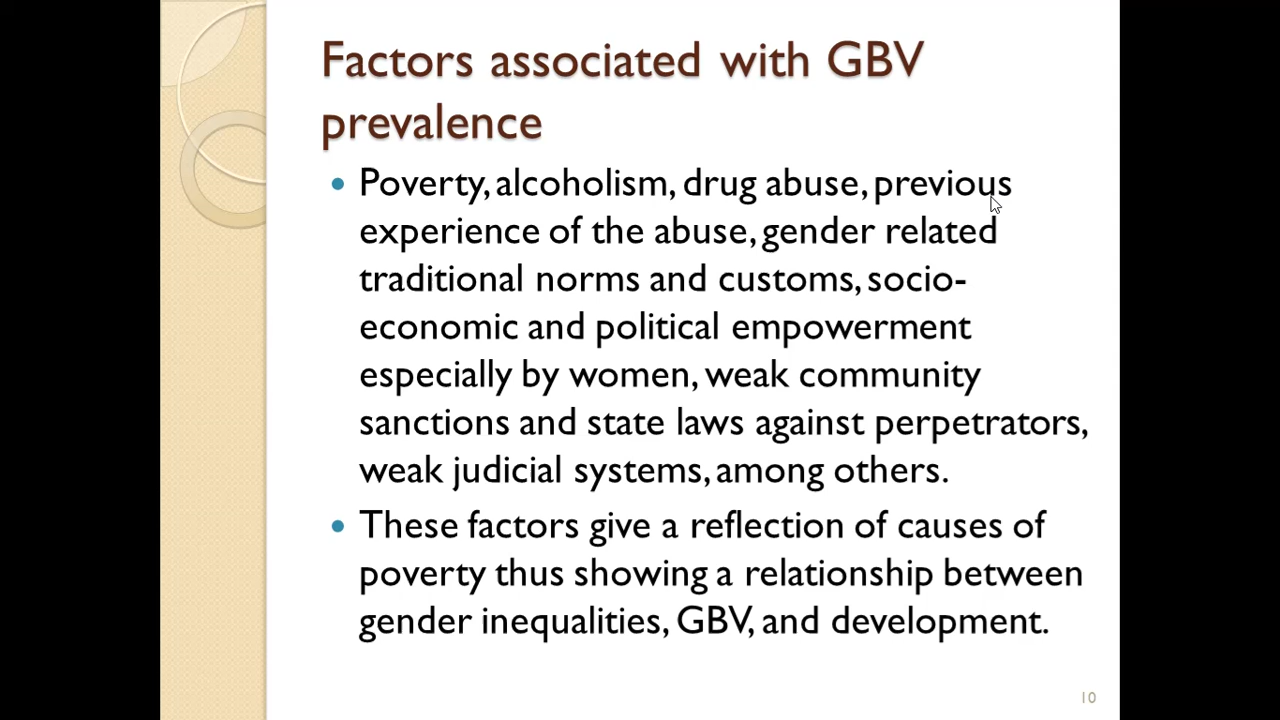 Factors associated with GBV
prevalence
• Poverty, alcoholism, drug abuse, previous
experience of the abuse, gender related
traditional norms and customs, socio-
economic and political empowerment
especially by women, weak community
sanctions and state laws against perpetrators,
weak judicial systems, among others.
• These factors give a reflection of causes of
poverty thus showing a relationship between
gender inequalities, GBV, and development.
10